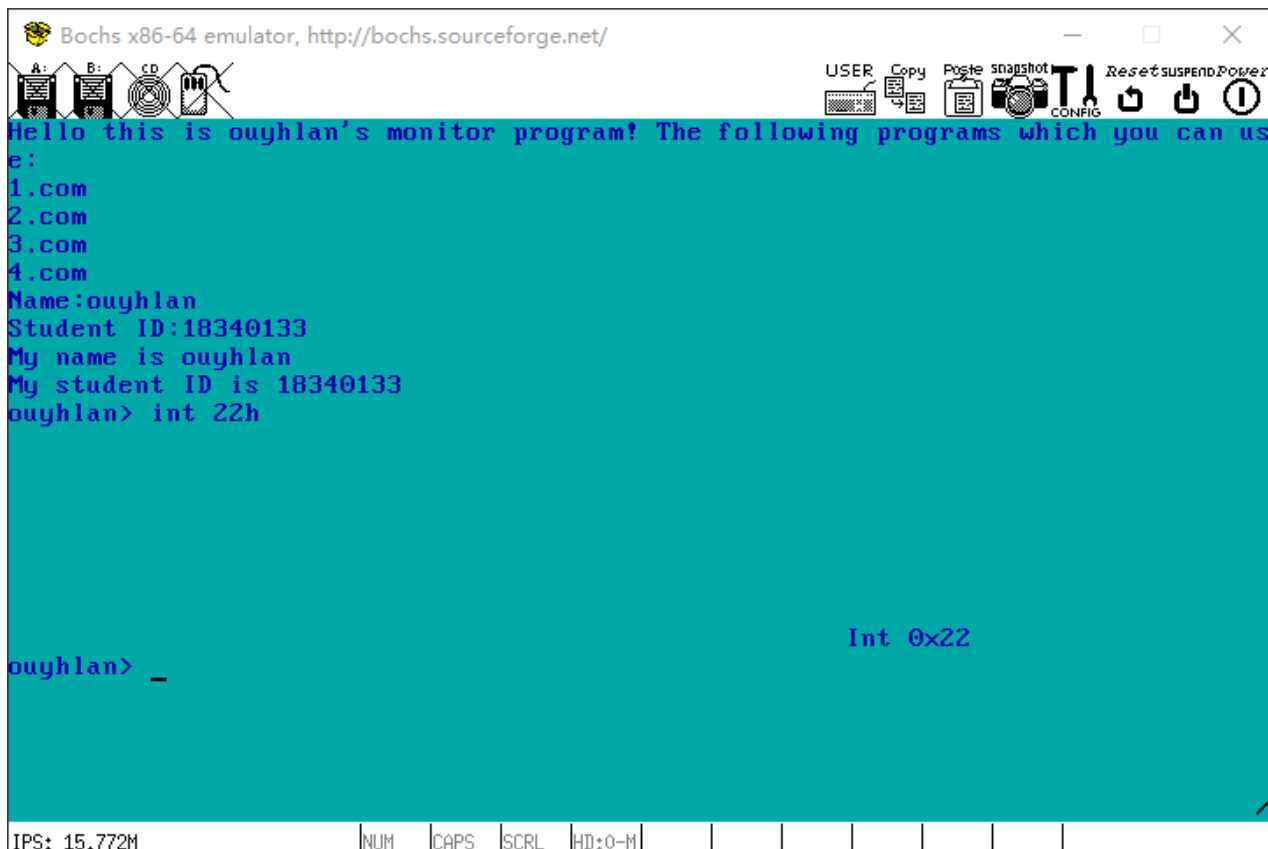 Bochs x86-64 emulator, http://bochs.sourceforge.net/
A: B: CD USER Copy Paste snapshot CONFIG Reset SUSPEND Power
Hello this is ouyhlan's monitor program! The following programs which you can us
e:
1.com
2.com
3.com
4.com
Name:ouyhlan
Student ID:18340133
My name is ouyhlan
My student ID is 18340133
ouyhlan> int 22h
Int 0x22
ouyhlan> _
IPS: 15.772M NUM CAPS SCRL HD:0-M